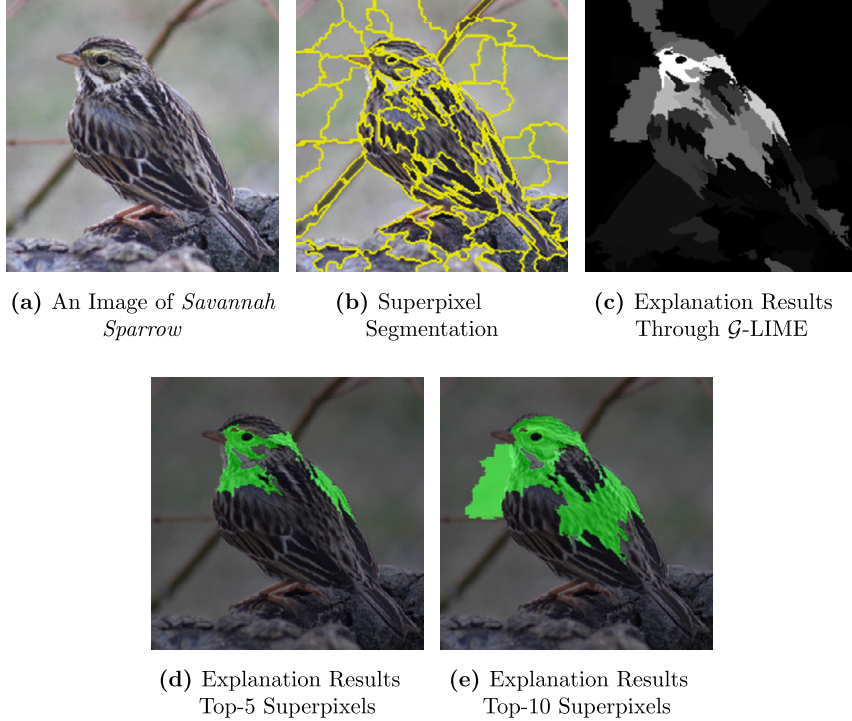 (a) An Image of Savannah
Sparrow
(b) Superpixel
Segmentation
(c) Explanation Results
Through 𝒢-LIME
(d) Explanation Results
Top-5 Superpixels
(e) Explanation Results
Top-10 Superpixels